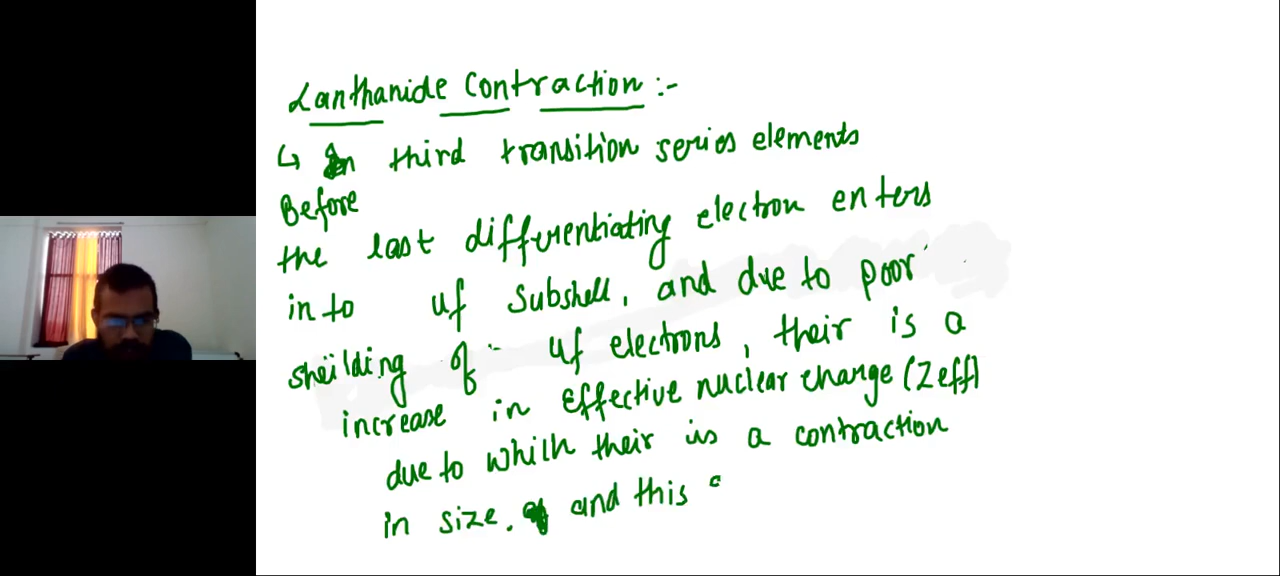 Lanthanide Contraction :-
↳ In third transition series elements
Before
the last differentiating electron enters
in to 4f Subshell, and due to poor
sheilding of 4f electrons, their is a
increase in effective nuclear charge (Zeff)
due to which their is a contraction
in size. and this